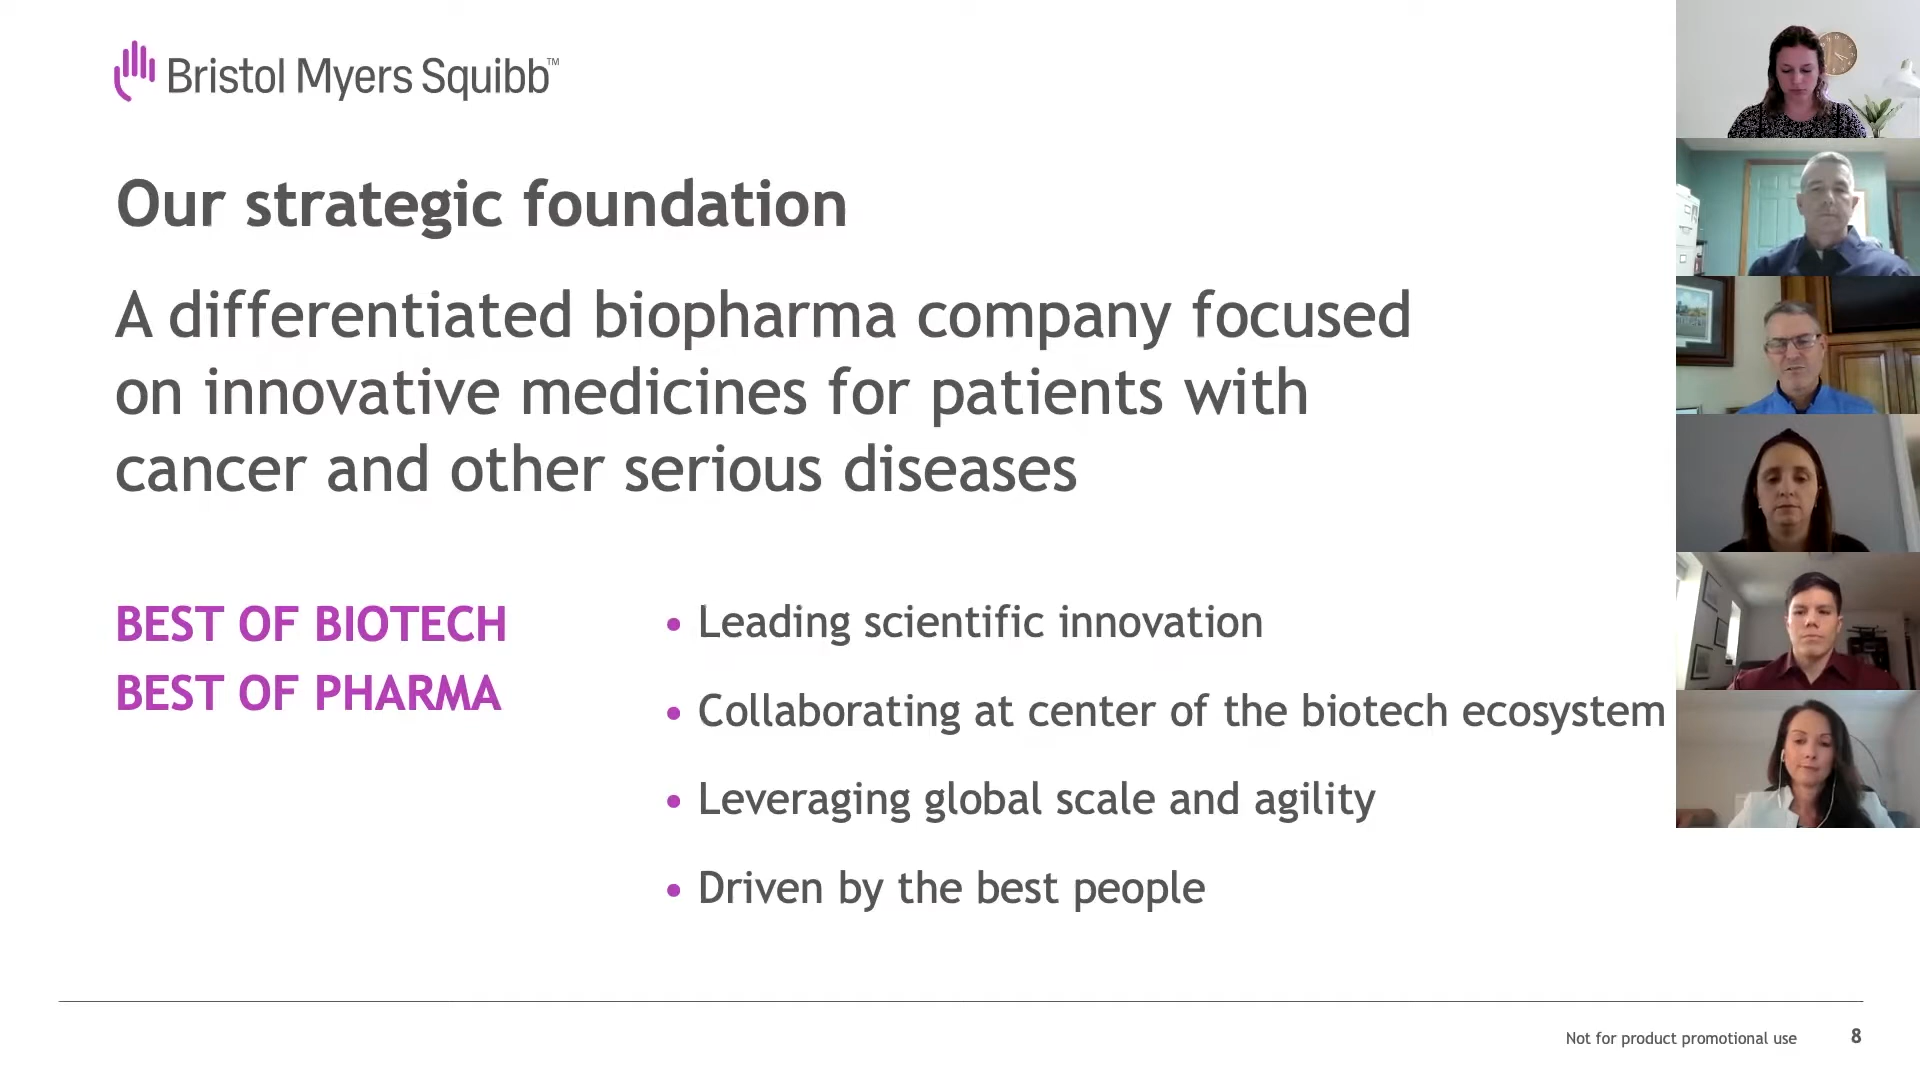 Bristol Myers Squibb™
Our strategic foundation
A differentiated biopharma company focused
on innovative medicines for patients with
cancer and other serious diseases
BEST OF BIOTECH
BEST OF PHARMA
• Leading scientific innovation
• Collaborating at center of the biotech ecosystem
• Leveraging global scale and agility
• Driven by the best people
Not for product promotional use
8